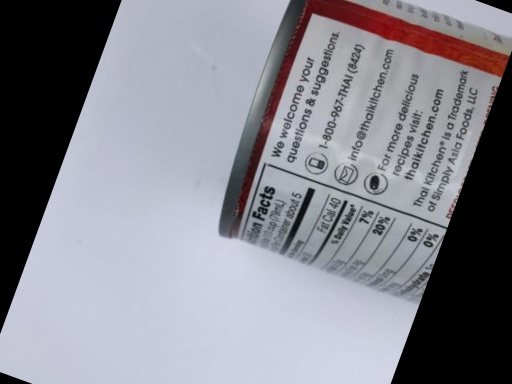 We welcome your
questions & suggestions.
1-800-967-THAI (8424)
info@thaikitchen.com
For more delicious
recipes visit:
thaikitchen.com
Thai Kitchen® is a Trademark
of Simply Asia Foods, LLC
Facts
about 5
Fat Cal 40
% Daily Value*
7%
20%
0%
0%